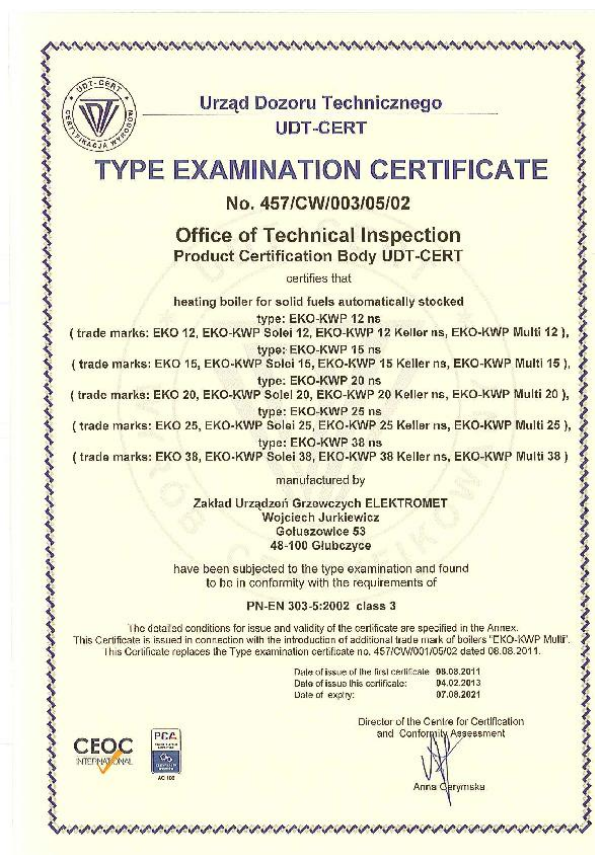 UDT-CERT
CERTYFIKACJA WYROBÓW
Urząd Dozoru Technicznego
UDT-CERT
TYPE EXAMINATION CERTIFICATE
No. 457/CW/003/05/02
Office of Technical Inspection
Product Certification Body UDT-CERT
certifies that
heating boiler for solid fuels automatically stocked
type: EKO-KWP 12 ns
( trade marks: EKO 12, EKO-KWP Solei 12, EKO-KWP 12 Keller ns, EKO-KWP Multi 12 ),
type: EKO-KWP 15 ns
( trade marks: EKO 15, EKO-KWP Solei 15, EKO-KWP 15 Keller ns, EKO-KWP Multi 15 ),
type: EKO-KWP 20 ns
( trade marks: EKO 20, EKO-KWP Solei 20, EKO-KWP 20 Keller ns, EKO-KWP Multi 20 ),
type: EKO-KWP 25 ns
( trade marks: EKO 25, EKO-KWP Solei 25, EKO-KWP 25 Keller ns, EKO-KWP Multi 25 ),
type: EKO-KWP 38 ns
( trade marks: EKO 38, EKO-KWP Solei 38, EKO-KWP 38 Keller ns, EKO-KWP Multi 38 )
manufactured by
Zakład Urządzeń Grzewczych ELEKTROMET
Wojciech Jurkiewicz
Gołuszowice 53
48-100 Głubczyce
have been subjected to the type examination and found
to be in conformity with the requirements of
PN-EN 303-5:2002 class 3
The detailed conditions for issue and validity of the certificate are specified in the Annex.
This Certificate is issued in connection with the introduction of additional trade mark of boilers "EKO-KWP Multi".
This Certificate replaces the Type examination certificate no. 457/CW/001/05/02 dated 08.08.2011.
Date of issue of the first certificate 08.08.2011
Date of issue this certificate: 04.02.2013
Date of expiry: 07.08.2021
Director of the Centre for Certification
and Conformity Assessment
Anna Gerymska
CEOC
INTERNATIONAL
PCA
AC 106